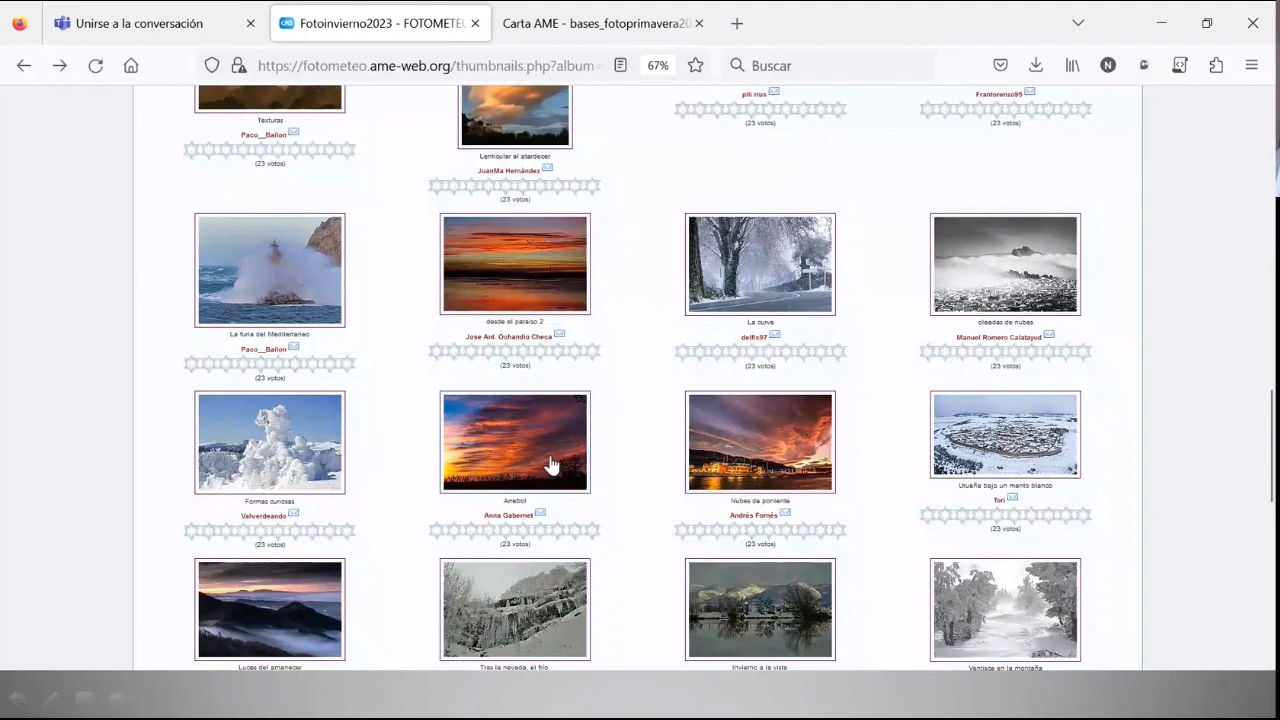 Unirse a la conversación
Fotoinvierno2023 - FOTOMETEO
Carta AME - bases_fotoprimavera20
https://fotometeo.ame-web.org/thumbnails.php?album=
67%
Buscar
Texturas
Paco__Bailon
(23 votos)
Lenticular al atardecer
JuanMa Hernández
(23 votos)
pili rius
(23 votos)
Franlorenzo95
(23 votos)
La furia del Mediterraneo
Paco__Bailon
(23 votos)
desde el paraiso 2
Jose Ant. Ochandio Checa
(23 votos)
La curva
delfis97
(23 votos)
oleadas de nubes
Manuel Romero Calatayud
(23 votos)
Formas curiosas
Valverdeando
(23 votos)
Arrebol
Anna Gabernet
(23 votos)
Nubes de poniente
Andrés Fornés
(23 votos)
Urueña bajo un manto blanco
Tori
(23 votos)
Luces del amanecer
Tras la nevada, el frío
Invierno a la vista
Ventisca en la montaña